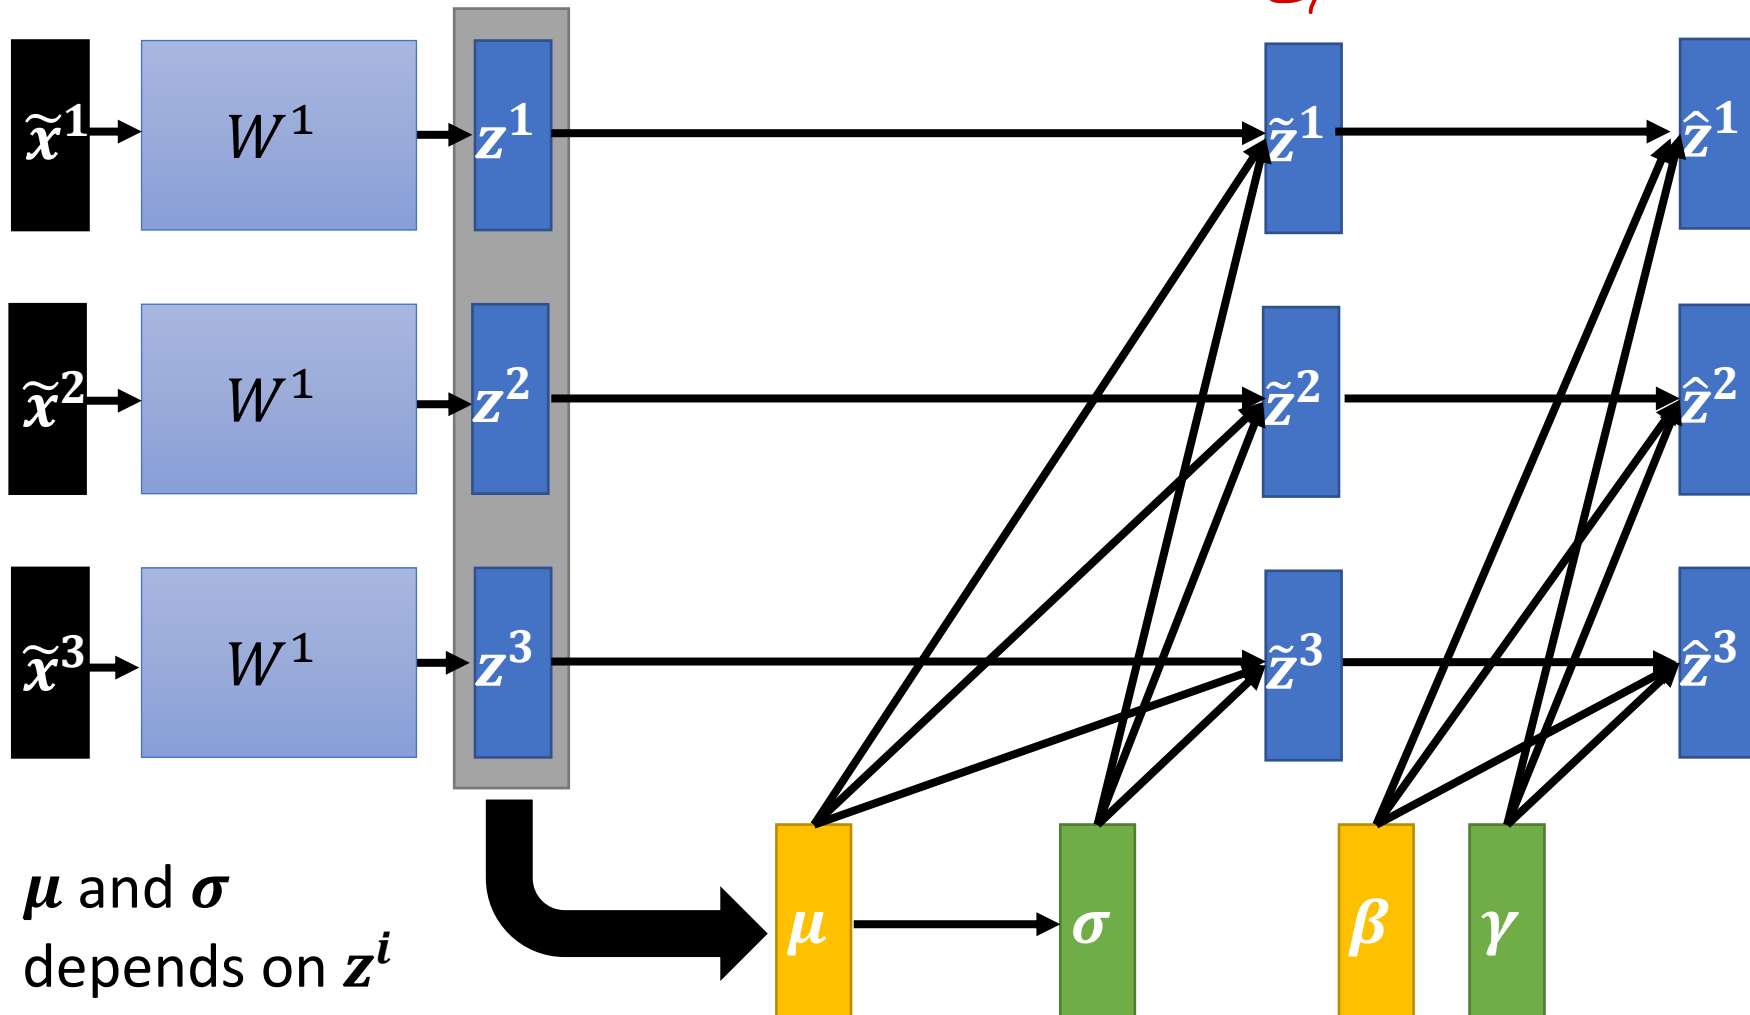 x̃¹ W¹ z¹ z̃¹ ẑ¹
x̃² W¹ z² z̃² ẑ²
x̃³ W¹ z³ z̃³ ẑ³
μ σ β γ
μ and σ
depends on zⁱ